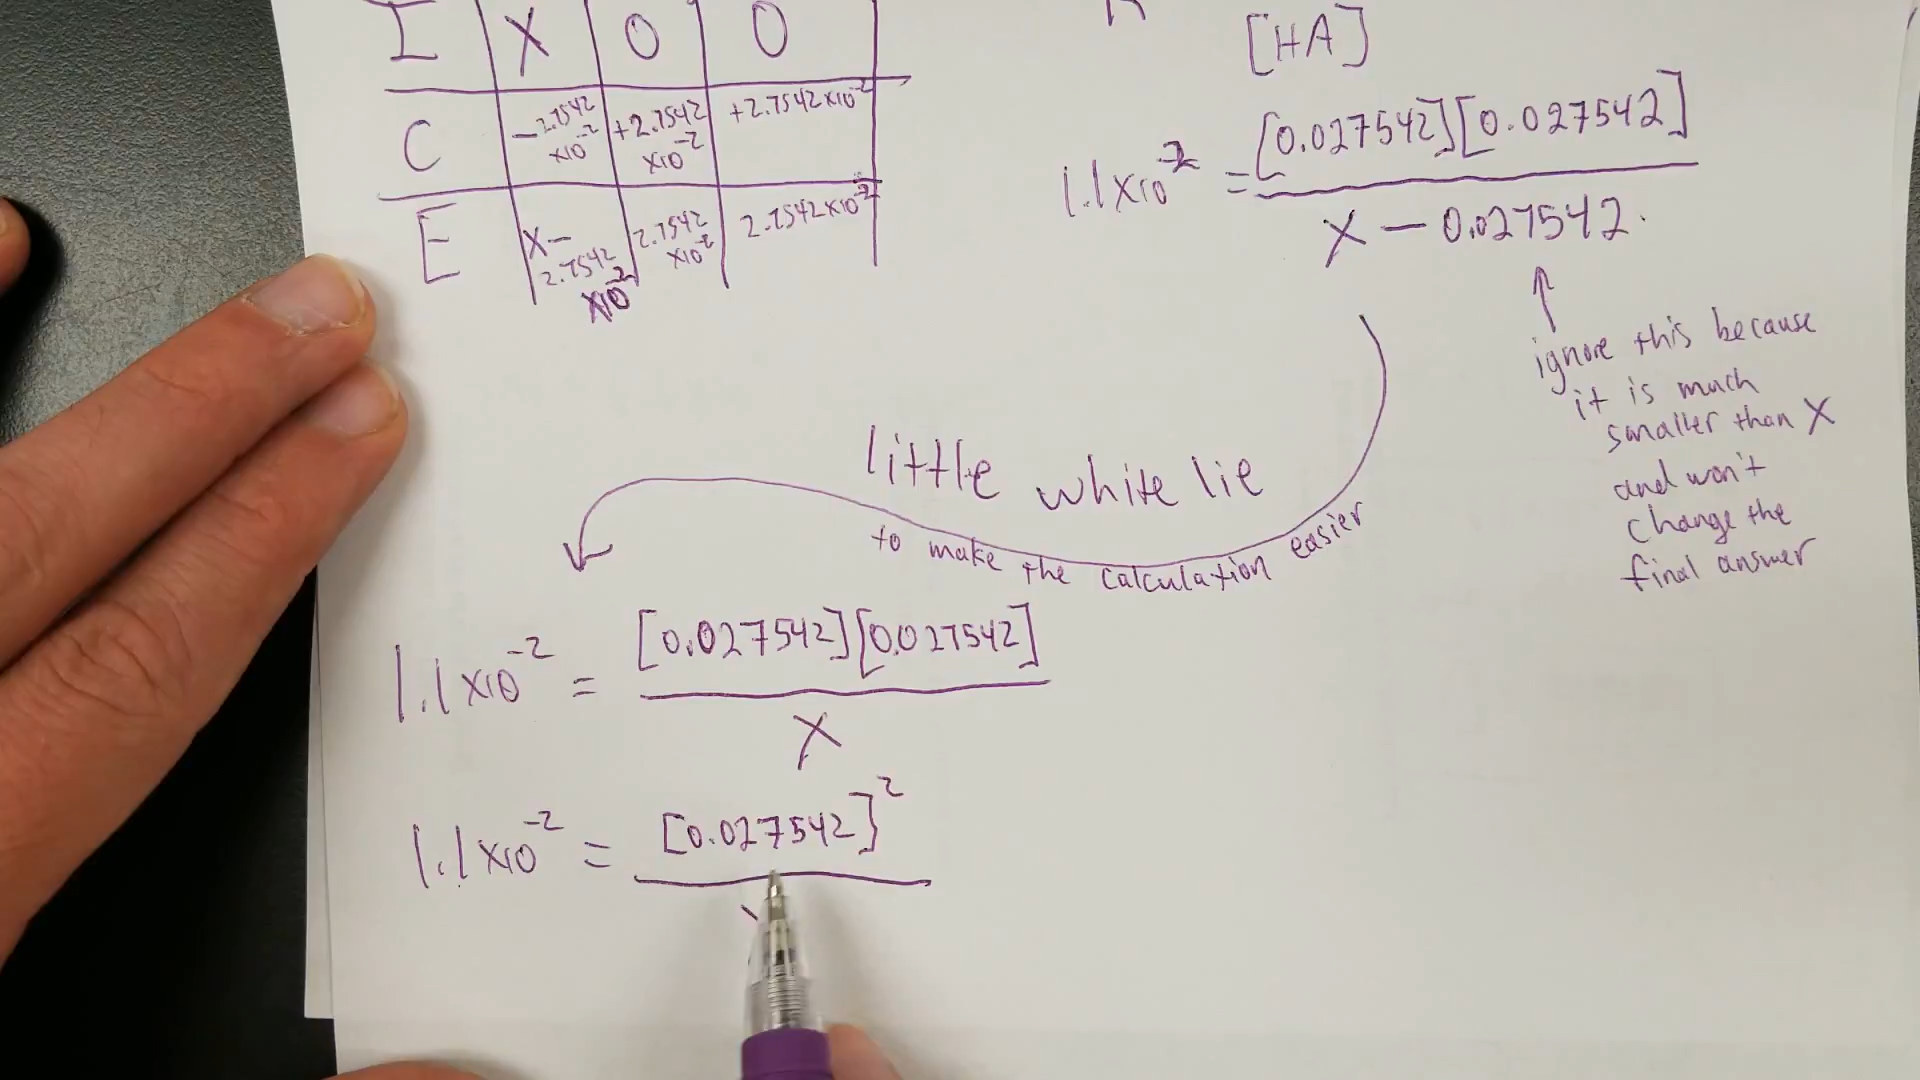 I X 0 0
C -2.7542 x10⁻² +2.7542 x10⁻² +2.7542x10⁻²
E X-2.7542 x10⁻² 2.7542 x10⁻² 2.7542x10⁻²
[HA]
1.1x10⁻² = [0.027542][0.027542]
X - 0.027542
ignore this because
it is much
smaller than X
and won't
change the
final answer
little white lie
to make the calculation easier
1.1x10⁻² = [0.027542][0.027542]
X
1.1x10⁻² = [0.027542]²